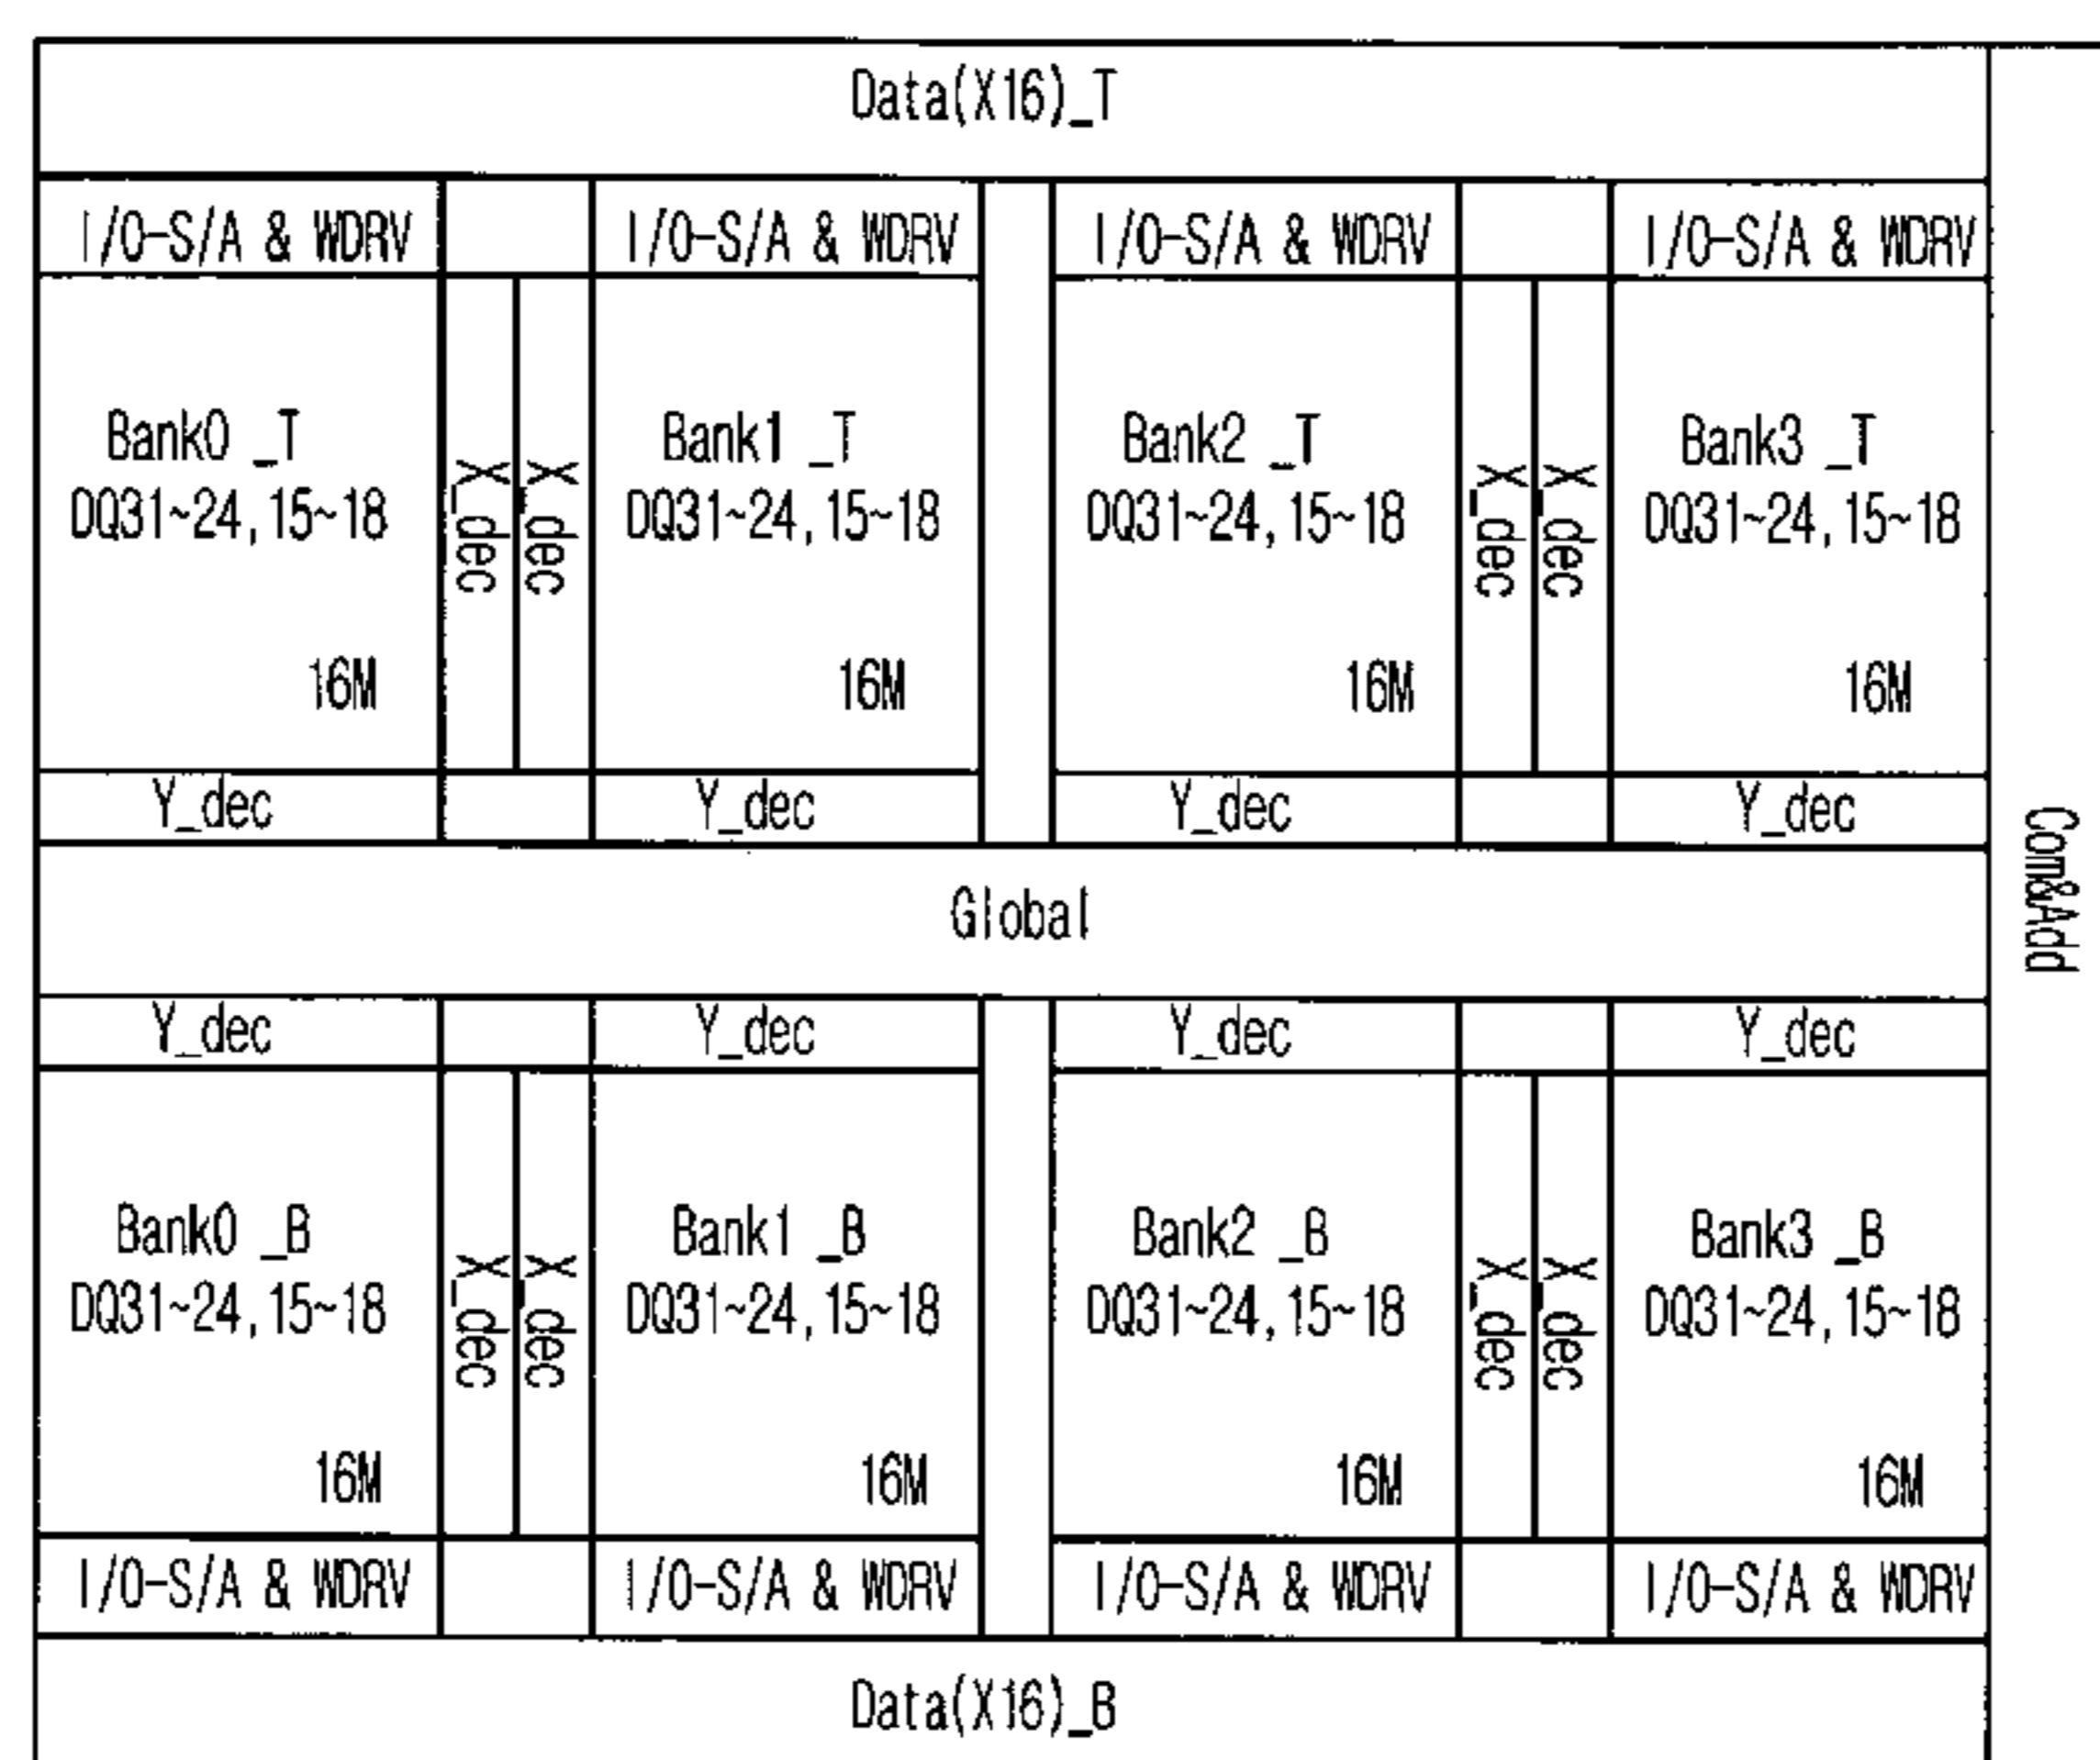 Data(X16)_T
I/O-S/A & WDRV
I/O-S/A & WDRV
I/O-S/A & WDRV
I/O-S/A & WDRV
Bank0 _T
DQ31~24,15~18
16M
X_dec
X_dec
Bank1 _T
DQ31~24,15~18
16M
Bank2 _T
DQ31~24,15~18
16M
X_dec
X_dec
Bank3 _T
DQ31~24,15~18
16M
Y_dec
Y_dec
Y_dec
Y_dec
Global
Com&Add
Y_dec
Y_dec
Y_dec
Y_dec
Bank0 _B
DQ31~24,15~18
16M
X_dec
X_dec
Bank1 _B
DQ31~24,15~18
16M
Bank2 _B
DQ31~24,15~18
16M
X_dec
X_dec
Bank3 _B
DQ31~24,15~18
16M
I/O-S/A & WDRV
I/O-S/A & WDRV
I/O-S/A & WDRV
I/O-S/A & WDRV
Data(X16)_B